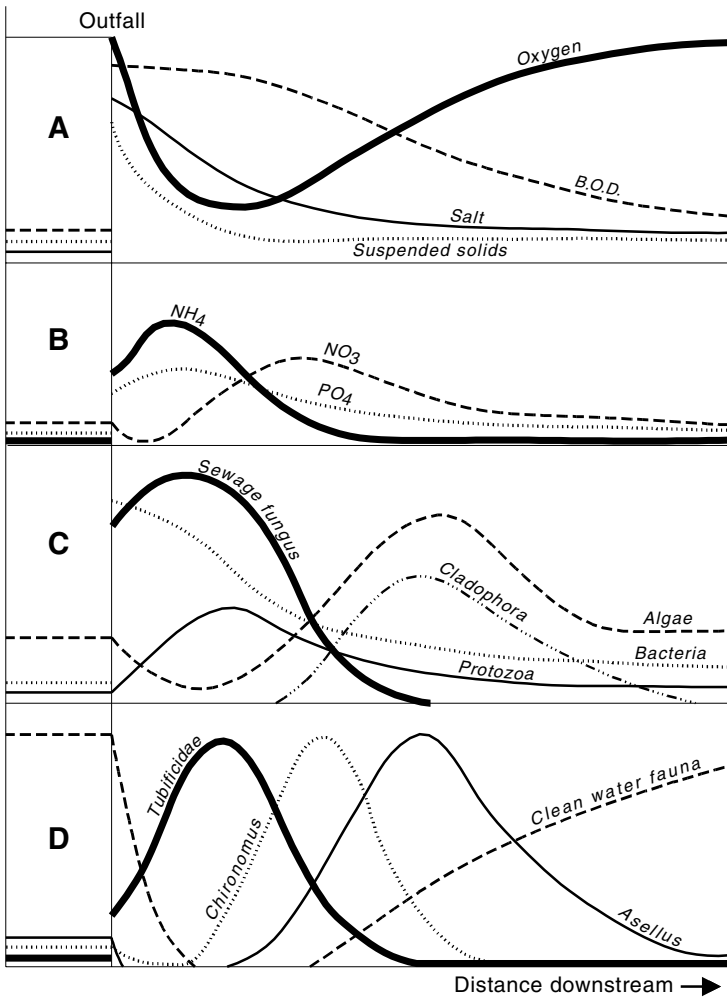 Outfall
A
Oxygen
B.O.D.
Salt
Suspended solids
B
NH4
NO3
PO4
C
Sewage fungus
Cladophora
Algae
Bacteria
Protozoa
D
Tubificidae
Chironomus
Clean water fauna
Asellus
Distance downstream